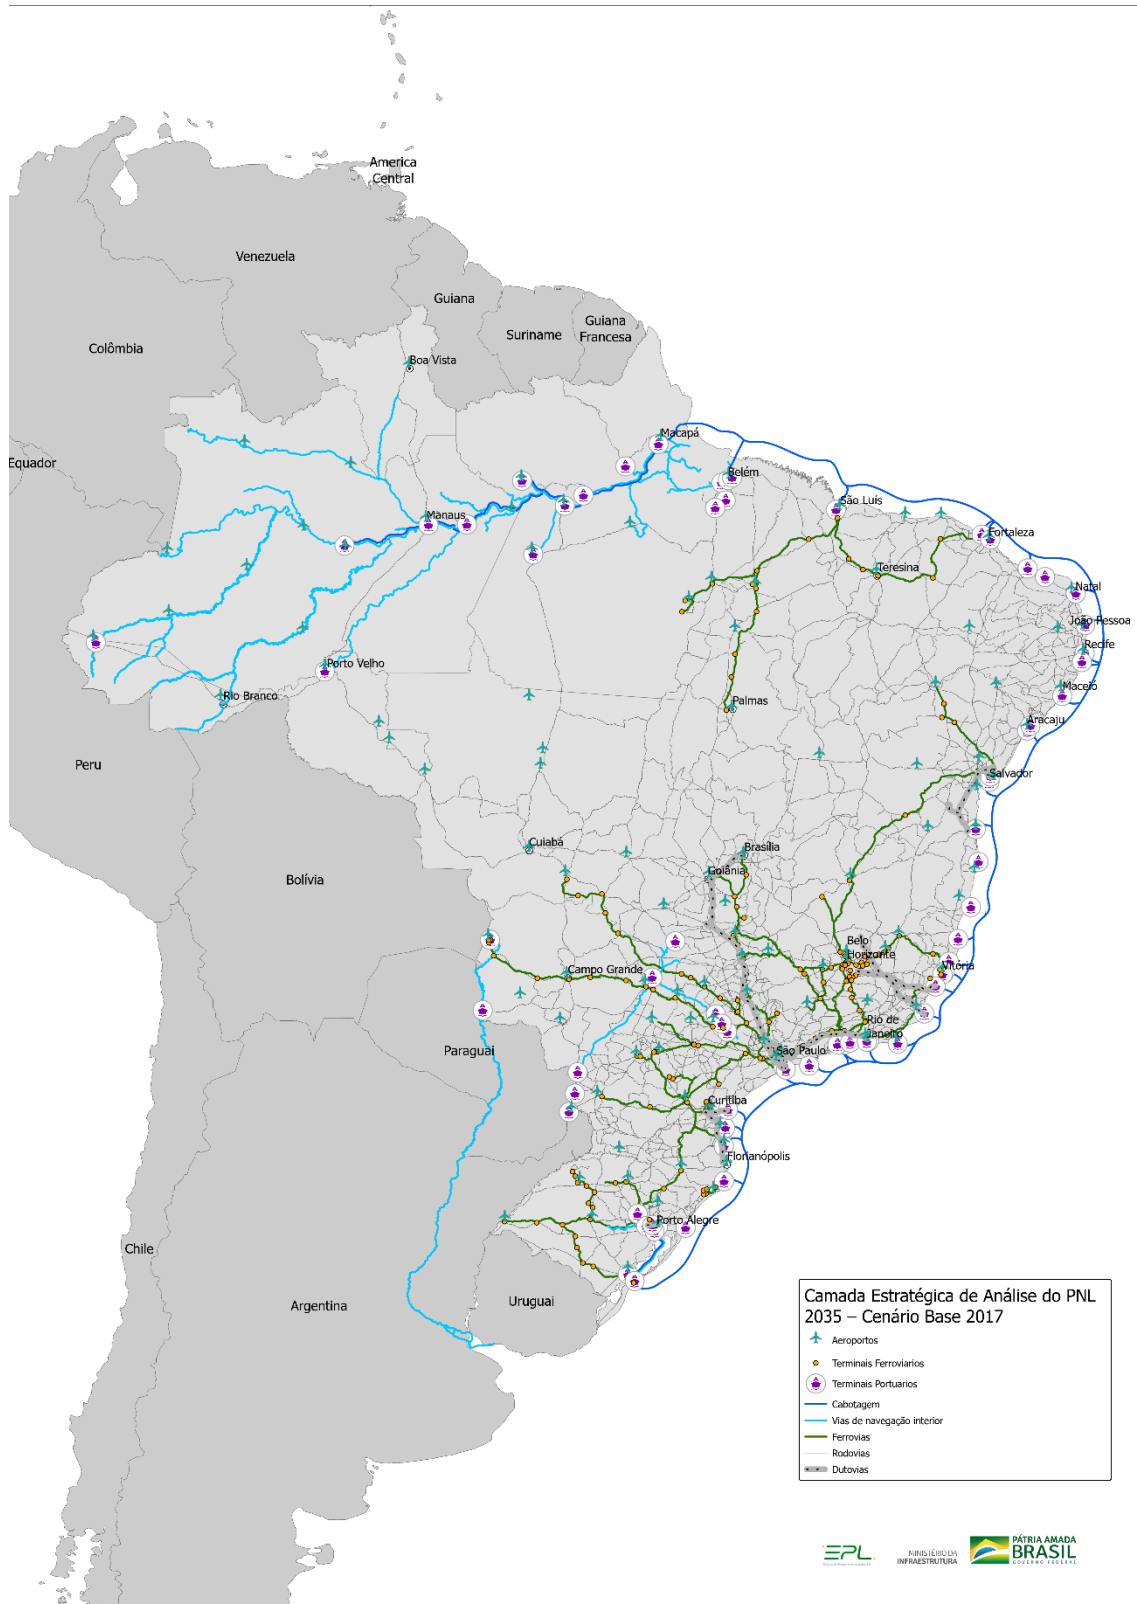 America
Central
Venezuela
Guiana
Suriname
Guiana
Francesa
Colômbia
Boa Vista
Equador
Macapá
Belém
São Luís
Manaus
Fortaleza
Teresina
Natal
João Pessoa
Recife
Porto Velho
Rio Branco
Palmas
Maceió
Aracaju
Peru
Salvador
Cuiabá
Brasília
Goiânia
Bolívia
Belo
Horizonte
Campo Grande
Vitória
Rio de
Janeiro
Paraguai
São Paulo
Curitiba
Florianópolis
Porto Alegre
Chile
Argentina
Uruguai
Camada Estratégica de Análise do PNL
2035 – Cenário Base 2017
Aeroportos
Terminais Ferroviarios
Terminais Portuarios
Cabotagem
Vias de navegação interior
Ferrovias
Rodovias
Dutovias
EPL
MINISTÉRIO DA
INFRAESTRUTURA
PÁTRIA AMADA
BRASIL
GOVERNO FEDERAL